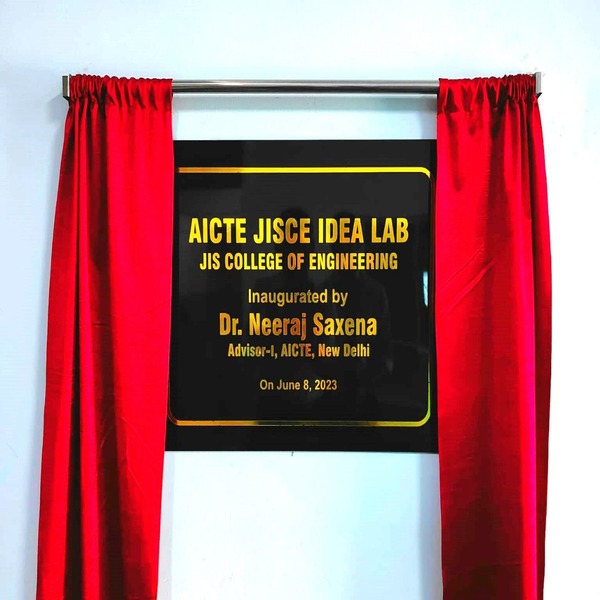 AICTE JISCE IDEA LAB
JIS COLLEGE OF ENGINEERING
Inaugurated by
Dr. Neeraj Saxena
Advisor-I, AICTE, New Delhi
On June 8, 2023